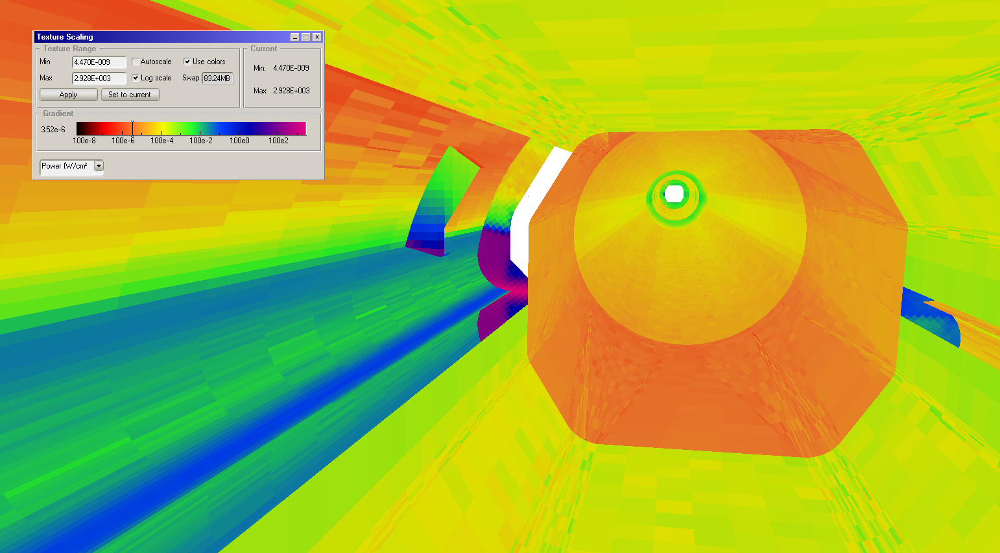 Texture Scaling
Texture Range
Min 4.470E-009 Autoscale Use colors
Max 2.928E+003 Log scale Swap 83.24MB
Apply Set to current
Current
Min: 4.470E-009
Max: 2.928E+003
Gradient
3.52e-6
1.00e-8 1.00e-6 1.00e-4 1.00e-2 1.00e0 1.00e2
Power (W/cm²